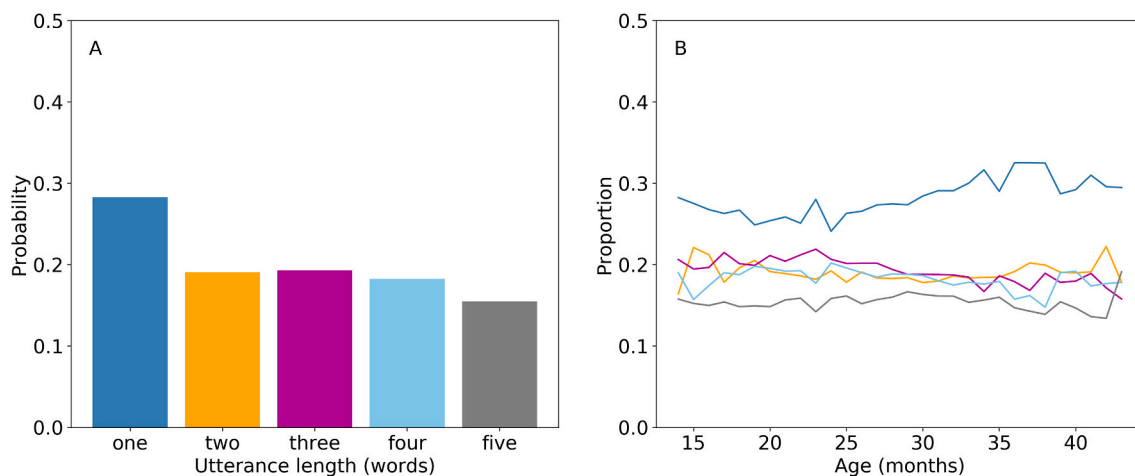 A
0.5
0.4
0.3
0.2
0.1
0.0
Probability
one two three four five
Utterance length (words)
B
0.5
0.4
0.3
0.2
0.1
0.0
Proportion
15 20 25 30 35 40
Age (months)